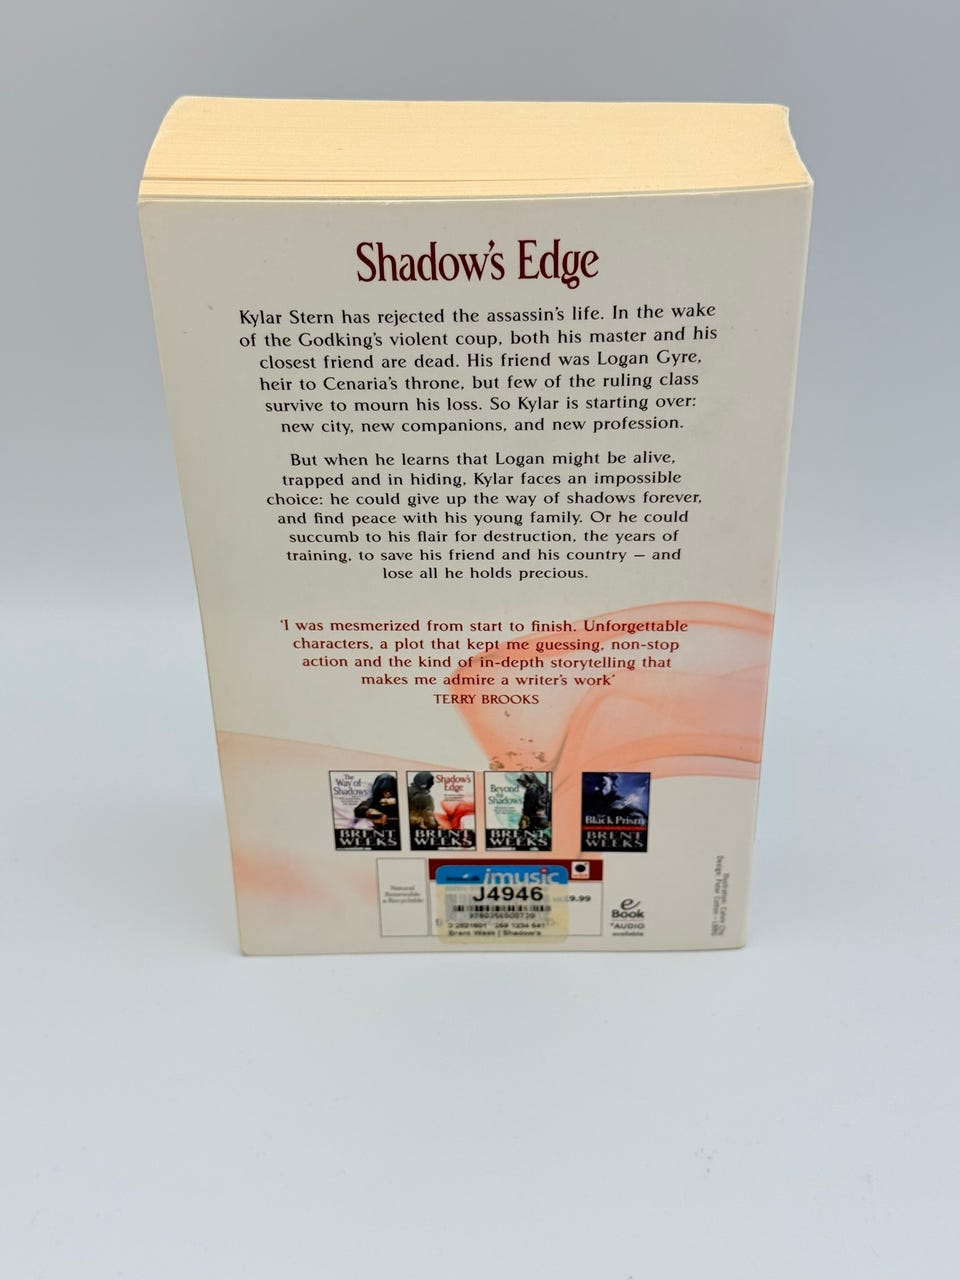 Shadow's Edge
Kylar Stern has rejected the assassin's life. In the wake
of the Godking's violent coup, both his master and his
closest friend are dead. His friend was Logan Gyre,
heir to Cenaria's throne, but few of the ruling class
survive to mourn his loss. So Kylar is starting over:
new city, new companions, and new profession.
But when he learns that Logan might be alive,
trapped and in hiding, Kylar faces an impossible
choice: he could give up the way of shadows forever,
and find peace with his young family. Or he could
succumb to his flair for destruction, the years of
training, to save his friend and his country – and
lose all he holds precious.
'I was mesmerized from start to finish. Unforgettable
characters, a plot that kept me guessing, non-stop
action and the kind of in-depth storytelling that
makes me admire a writer's work'
TERRY BROOKS
The
Way of
Shadows
BRENT
WEEKS
Shadow's
Edge
BRENT
WEEKS
Beyond
the
Shadows
BRENT
WEEKS
Black Prism
BRENT
WEEKS
Natural
Renewable
& Recyclable
imusic
J4946
£9.99
Brent Week | Shadow's
eBook
AUDIO
available